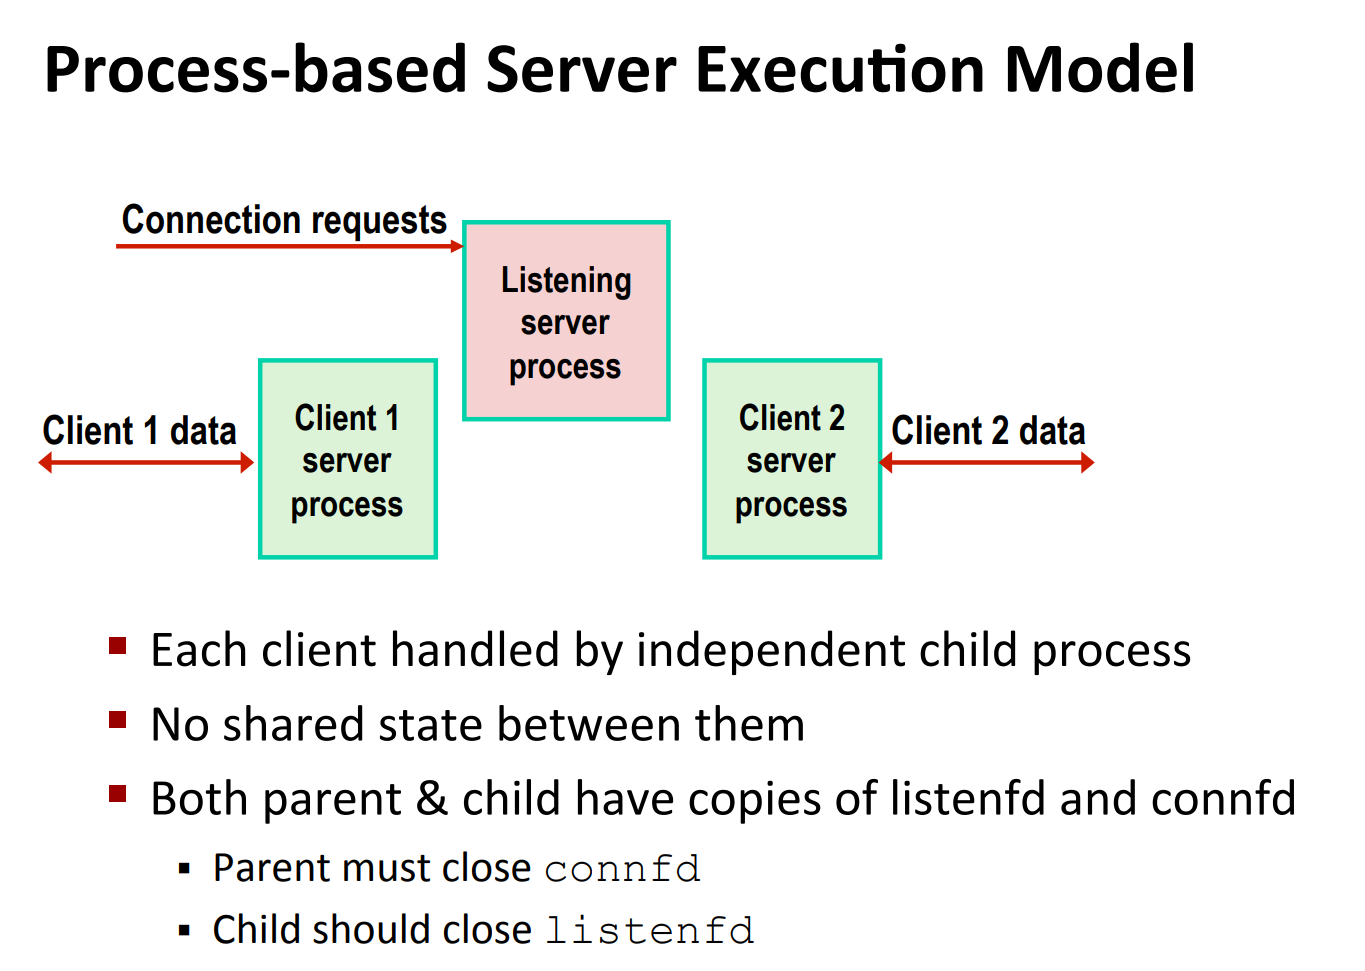 Process-based Server Execution Model
Connection requests
Listening
server
process
Client 1 data
Client 1
server
process
Client 2
server
process
Client 2 data
Each client handled by independent child process
No shared state between them
Both parent & child have copies of listenfd and connfd
Parent must close connfd
Child should close listenfd